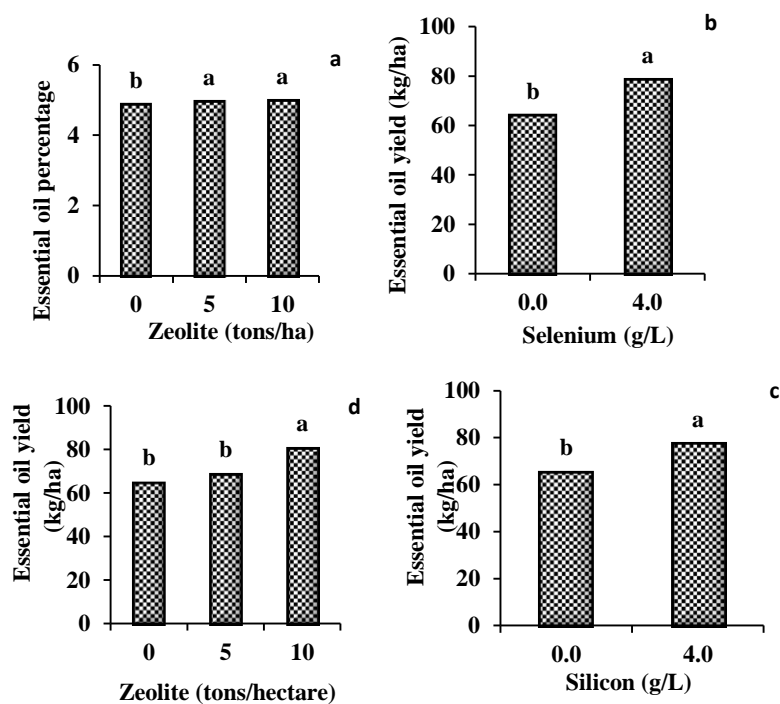 a
Essential oil percentage
6
4
2
0
b a a
0 5 10
Zeolite (tons/ha)
b
Essential oil yield (kg/ha)
100
80
60
40
20
0
b a
0.0 4.0
Selenium (g/L)
d
Essential oil yield
(kg/ha)
100
80
60
40
20
0
b b a
0 5 10
Zeolite (tons/hectare)
c
Essential oil yield
(kg/ha)
100
80
60
40
20
0
b a
0.0 4.0
Silicon (g/L)